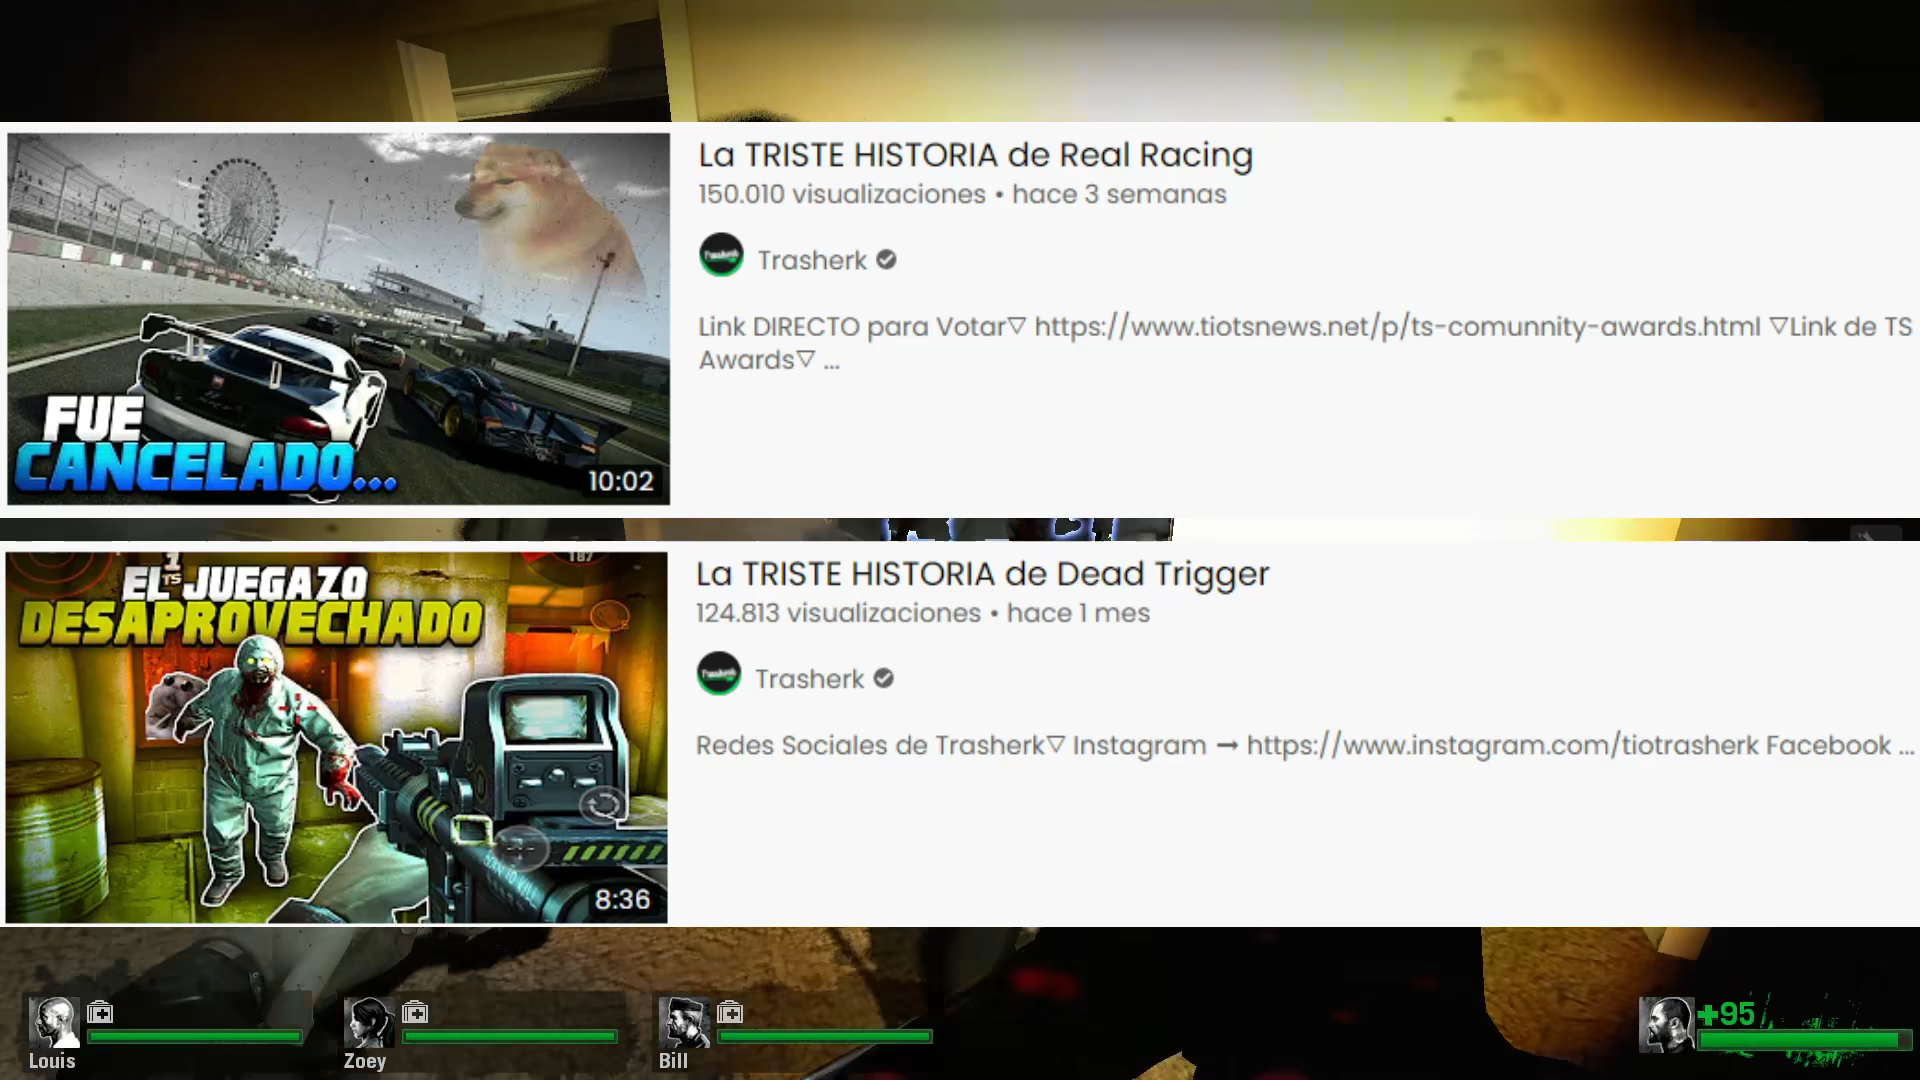 La TRISTE HISTORIA de Real Racing
150.010 visualizaciones • hace 3 semanas
Trasherk
Link DIRECTO para Votar▽ https://www.tiotsnews.net/p/ts-comunnity-awards.html ▽Link de TS
Awards▽ ...
FUE
CANCELADO...
10:02
EL JUEGAZO
DESAPROVECHADO
8:36
La TRISTE HISTORIA de Dead Trigger
124.813 visualizaciones • hace 1 mes
Trasherk
Redes Sociales de Trasherk▽ Instagram → https://www.instagram.com/tiotrasherk Facebook ...
Louis
Zoey
Bill
+95